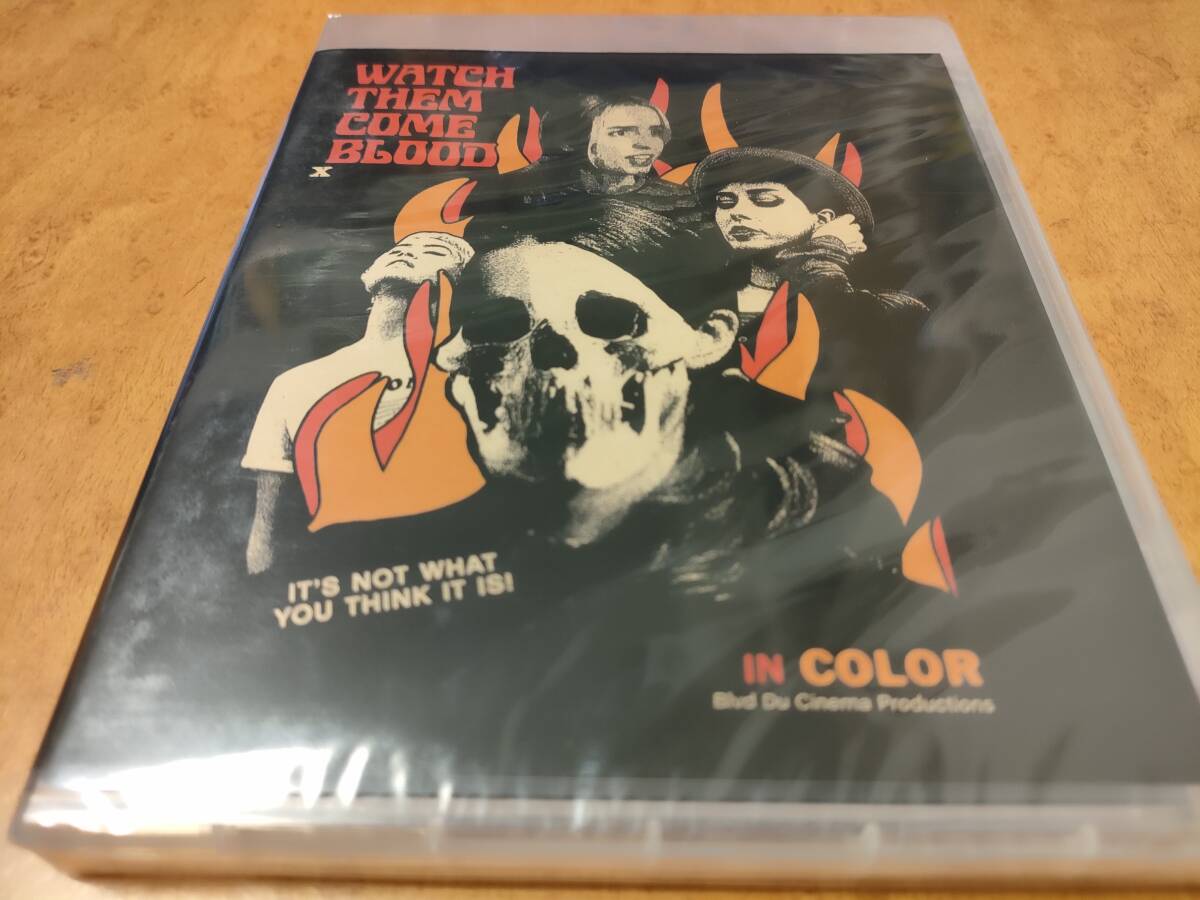 WATCH
THEM
COME
BLOOD
X
IT'S NOT WHAT
YOU THINK IT IS!
IN COLOR
Blvd Du Cinema Productions